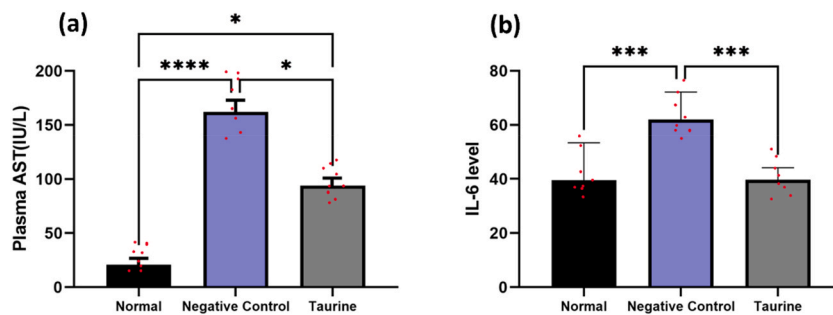 (a)
*
**** *
Plasma AST(IU/L)
200
150
100
50
0
Normal Negative Control Taurine
(b)
*** ***
IL-6 level
80
60
40
20
0
Normal Negative Control Taurine